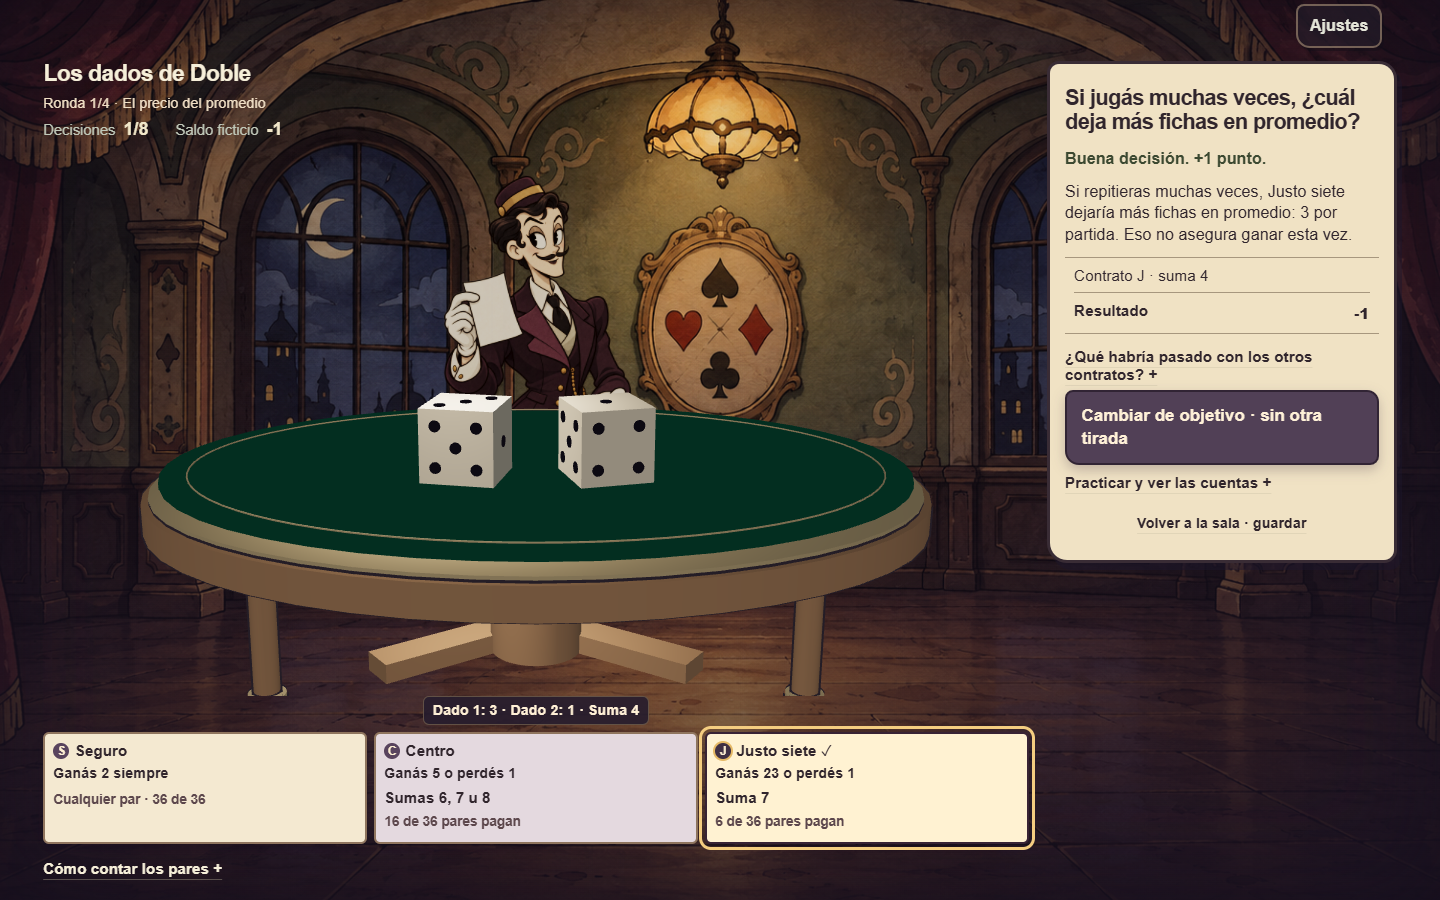 Ajustes
Los dados de Doble
Ronda 1/4 · El precio del promedio
Decisiones 1/8 Saldo ficticio -1
Si jugás muchas veces, ¿cuál
deja más fichas en promedio?
Buena decisión. +1 punto.
Si repitieras muchas veces, Justo siete
dejaría más fichas en promedio: 3 por
partida. Eso no asegura ganar esta vez.
Contrato J · suma 4
Resultado -1
¿Qué habría pasado con los otros
contratos? +
Cambiar de objetivo · sin otra
tirada
Practicar y ver las cuentas +
Volver a la sala · guardar
Dado 1: 3 · Dado 2: 1 · Suma 4
S Seguro
Ganás 2 siempre
Cualquier par · 36 de 36
C Centro
Ganás 5 o perdés 1
Sumas 6, 7 u 8
16 de 36 pares pagan
J Justo siete ✓
Ganás 23 o perdés 1
Suma 7
6 de 36 pares pagan
Cómo contar los pares +